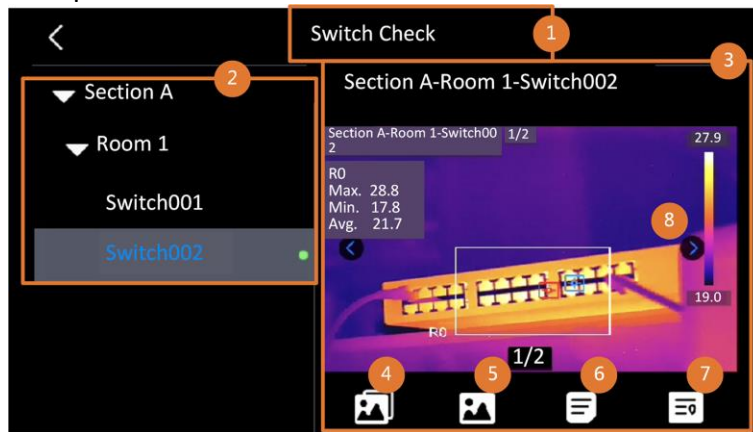 Switch Check
1
2
3
Section A
Room 1
Switch001
Switch002
Section A-Room 1-Switch002
Section A-Room 1-Switch00
2
1/2
27.9
R0
Max. 28.8
Min. 17.8
Avg. 21.7
8
19.0
R0
1/2
4
5
6
7